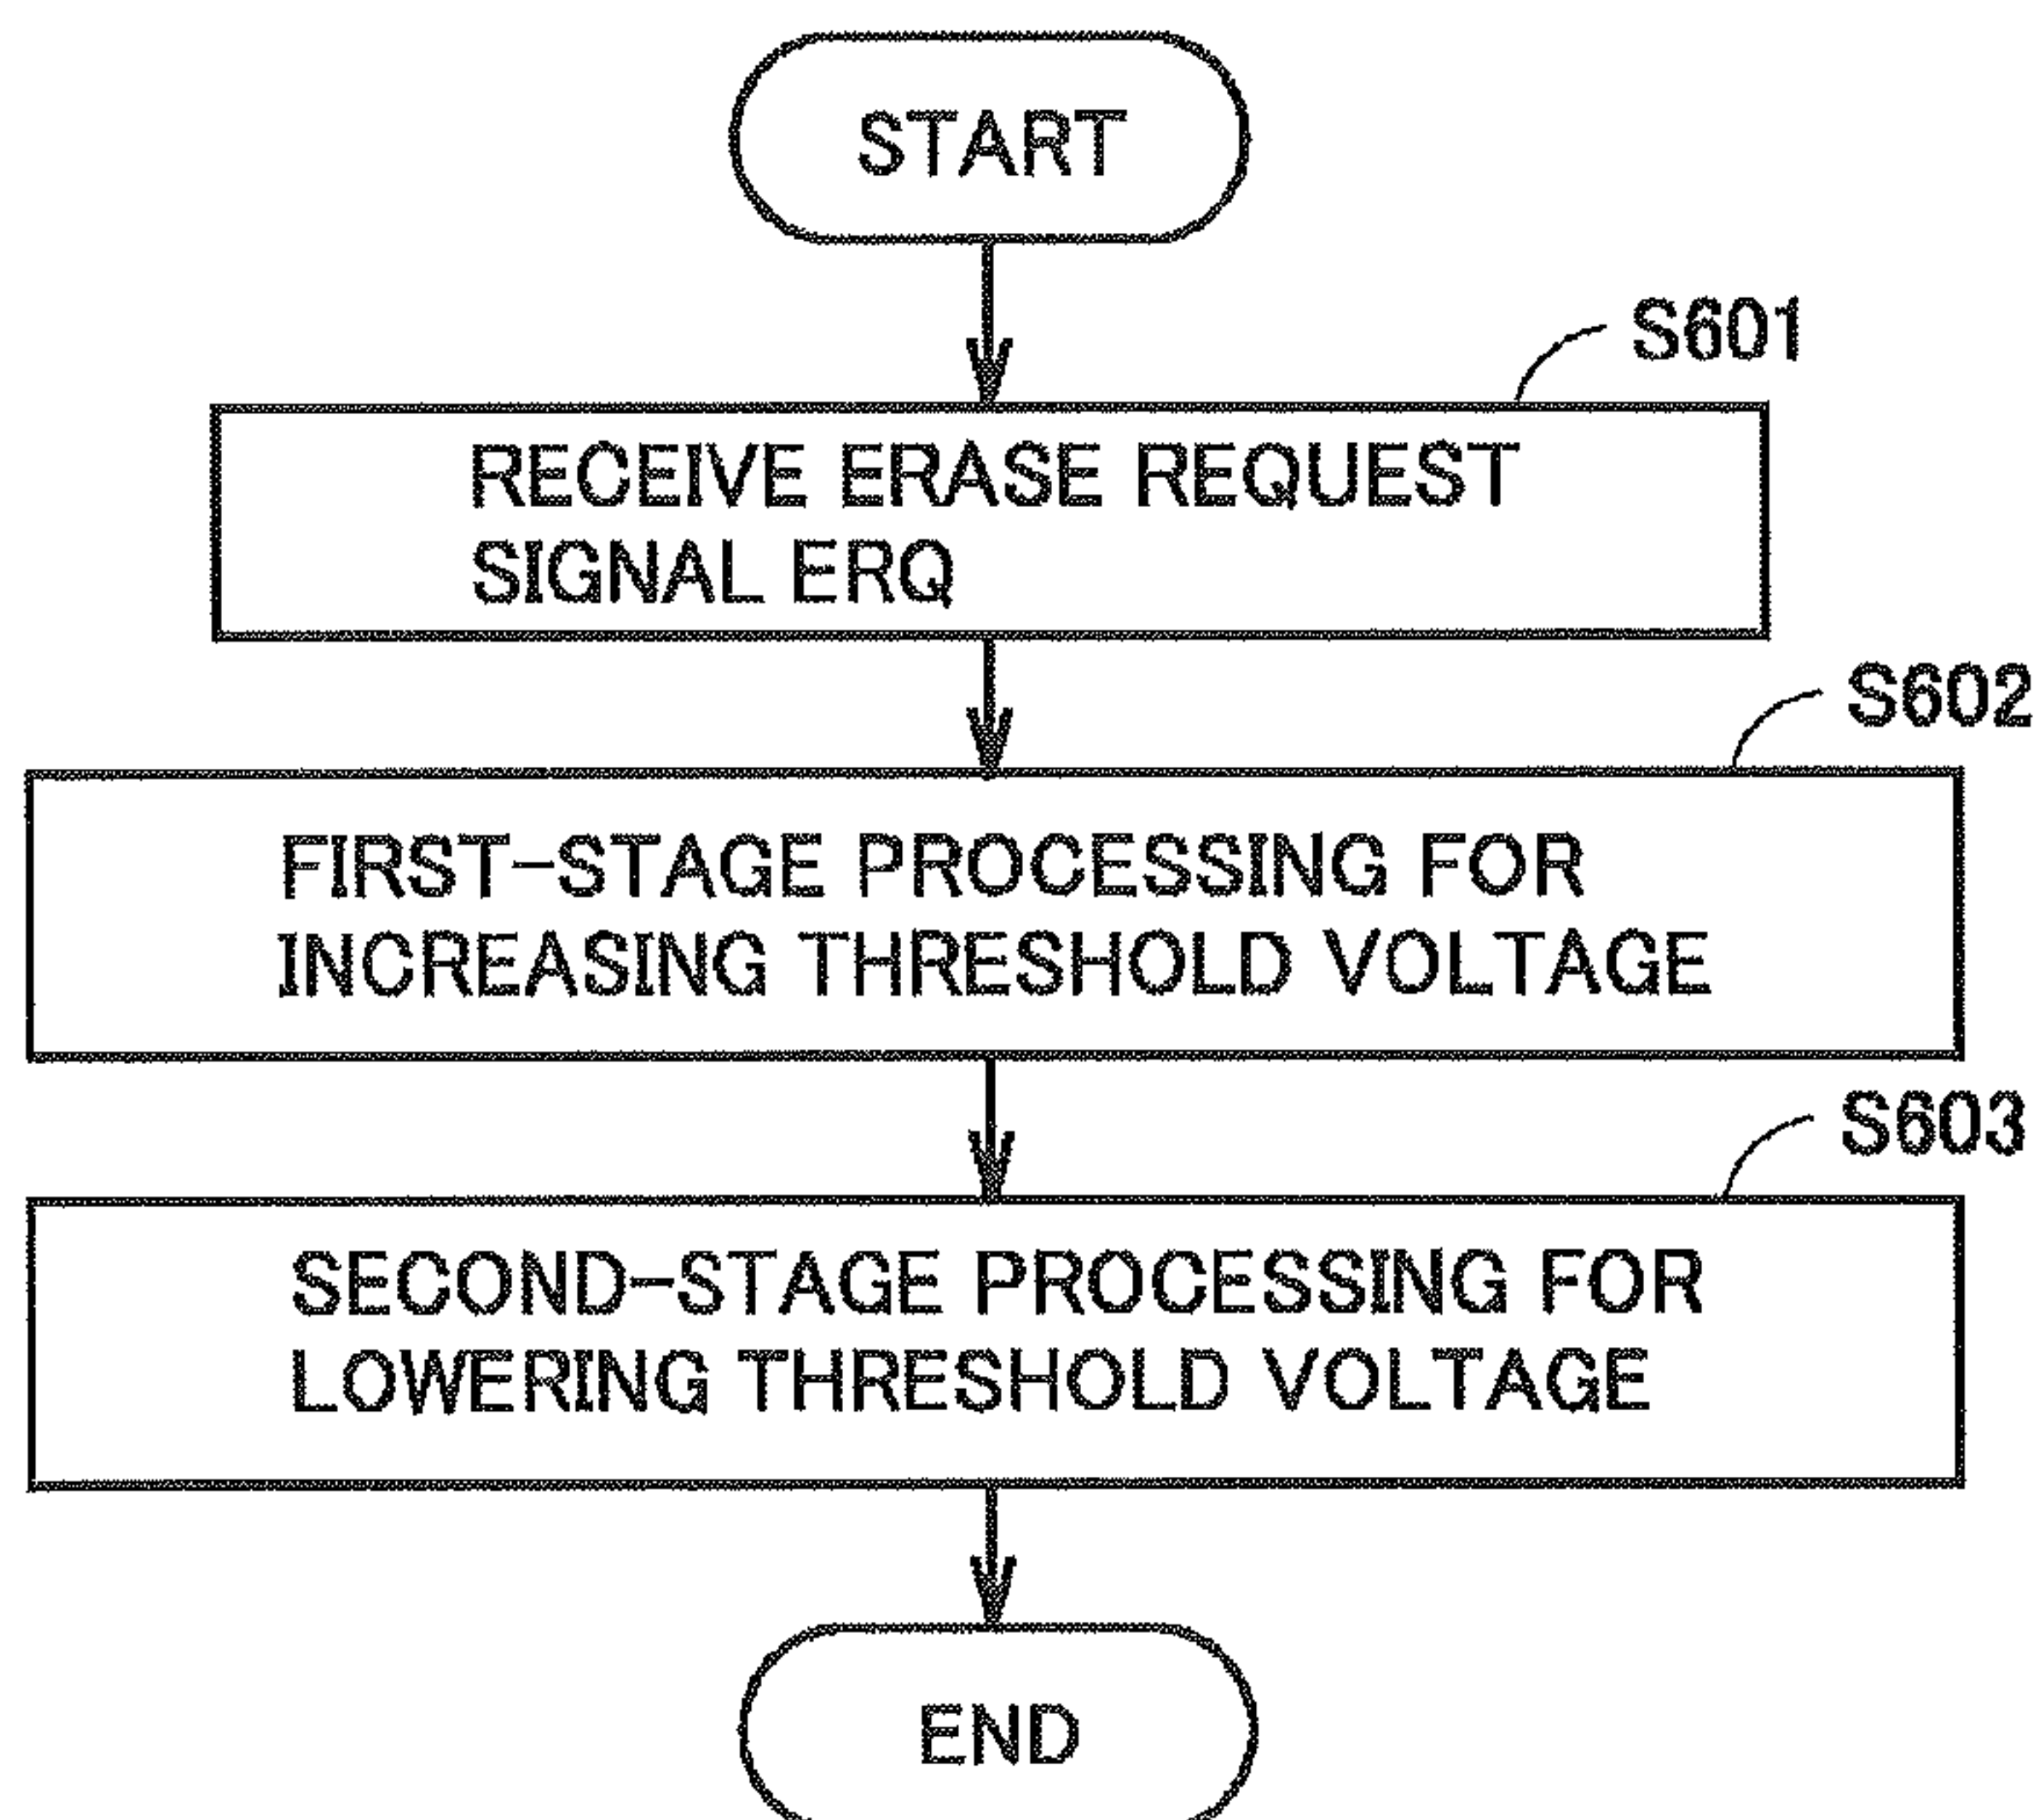 START
S601
RECEIVE ERASE REQUEST
SIGNAL ERQ
S602
FIRST-STAGE PROCESSING FOR
INCREASING THRESHOLD VOLTAGE
S603
SECOND-STAGE PROCESSING FOR
LOWERING THRESHOLD VOLTAGE
END